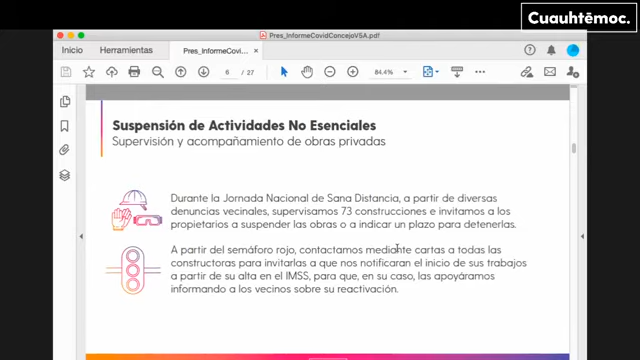 Cuauhtēmoc.
Pres_InformeCovidConcejoVSA.pdf
Inicio
Herramientas
Pres_InformeCovi...
6 / 27
84.4%
Suspensión de Actividades No Esenciales
Supervisión y acompañamiento de obras privadas
Durante la Jornada Nacional de Sana Distancia, a partir de diversas
denuncias vecinales, supervisamos 73 construcciones e invitamos a los
propietarios a suspender las obras o a indicar un plazo para detenerlas.
A partir del semáforo rojo, contactamos mediante cartas a todas las
constructoras para invitarlas a que nos notificaran el inicio de sus trabajos
a partir de su alta en el IMSS, para que, en su caso, las apoyáramos
informando a los vecinos sobre su reactivación.